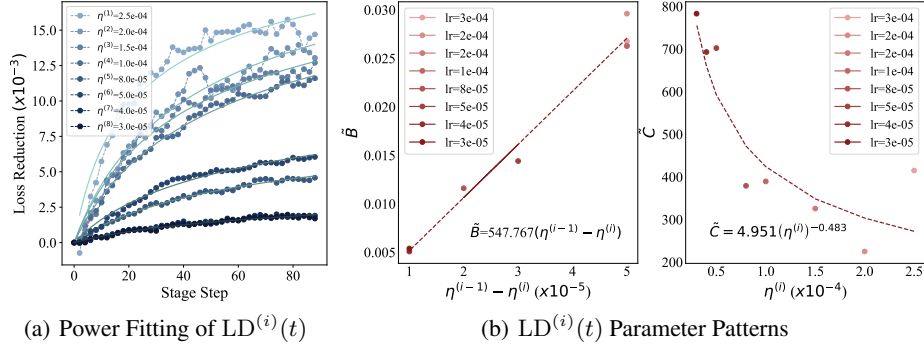 15.0
12.5
10.0
7.5
5.0
2.5
0.0
Loss Reduction (x10⁻³)
η⁽¹⁾=2.5e-04
η⁽²⁾=2.0e-04
η⁽³⁾=1.5e-04
η⁽⁴⁾=1.0e-04
η⁽⁵⁾=8.0e-05
η⁽⁶⁾=5.0e-05
η⁽⁷⁾=4.0e-05
η⁽⁸⁾=3.0e-05
0 20 40 60 80
Stage Step
(a) Power Fitting of LD⁽ⁱ⁾(t)
0.030
0.025
0.020
0.015
0.010
0.005
B̃
lr=3e-04
lr=2e-04
lr=2e-04
lr=1e-04
lr=8e-05
lr=5e-05
lr=4e-05
lr=3e-05
B̃=547.767(η⁽ⁱ⁻¹⁾ − η⁽ⁱ⁾)
1 2 3 4 5
η⁽ⁱ⁻¹⁾ − η⁽ⁱ⁾ (x10⁻⁵)
800
700
600
500
400
300
200
C̃
lr=3e-04
lr=2e-04
lr=2e-04
lr=1e-04
lr=8e-05
lr=5e-05
lr=4e-05
lr=3e-05
C̃ = 4.951(η⁽ⁱ⁾)⁻⁰·⁴⁸³
0.5 1.0 1.5 2.0 2.5
η⁽ⁱ⁾ (x10⁻⁴)
(b) LD⁽ⁱ⁾(t) Parameter Patterns